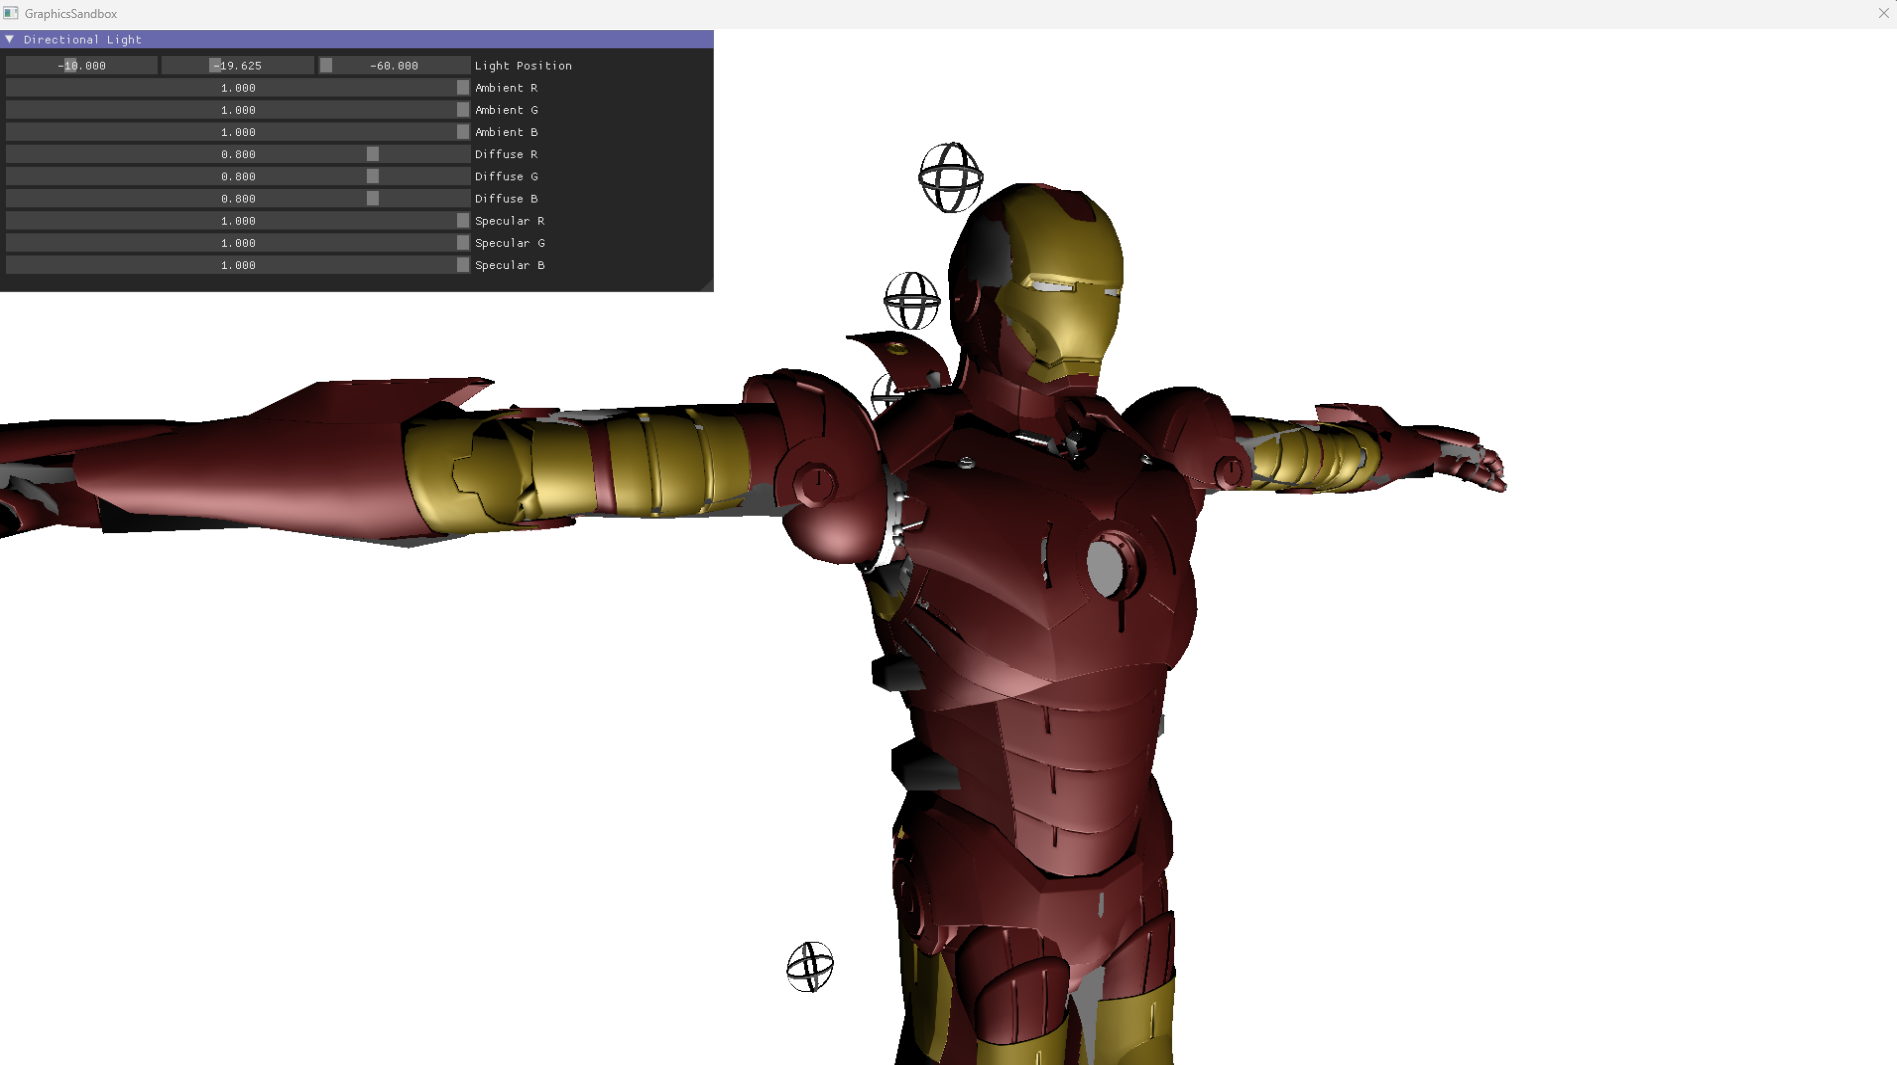 GraphicsSandbox
Directional Light
-10.000 -19.625 -60.000 Light Position
1.000 Ambient R
1.000 Ambient G
1.000 Ambient B
0.800 Diffuse R
0.800 Diffuse G
0.800 Diffuse B
1.000 Specular R
1.000 Specular G
1.000 Specular B